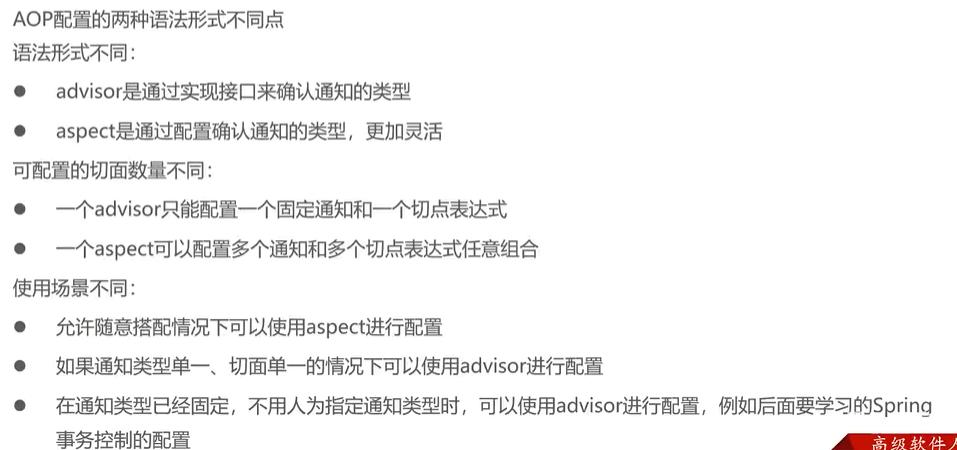 AOP配置的两种语法形式不同点
语法形式不同：
● advisor是通过实现接口来确认通知的类型
● aspect是通过配置确认通知的类型，更加灵活
可配置的切面数量不同：
● 一个advisor只能配置一个固定通知和一个切点表达式
● 一个aspect可以配置多个通知和多个切点表达式任意组合
使用场景不同：
● 允许随意搭配情况下可以使用aspect进行配置
● 如果通知类型单一、切面单一的情况下可以使用advisor进行配置
● 在通知类型已经固定，不用人为指定通知类型时，可以使用advisor进行配置，例如后面要学习的Spring
事务控制的配置
高级软件